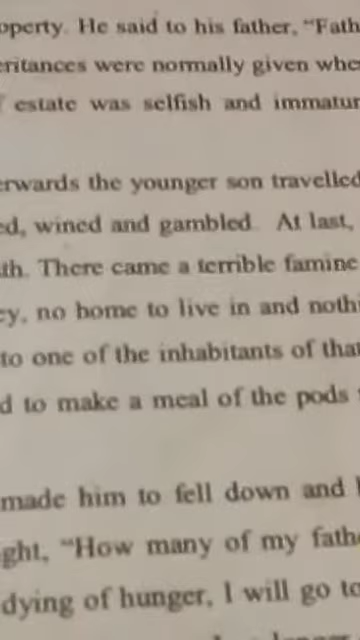 operty. He said to his father, "Fath
eritances were normally given whe
estate was selfish and immatur
erwards the younger son travelled
ed, wined and gambled. At last,
th. There came a terrible famine
ey, no home to live in and nothi
to one of the inhabitants of that
d to make a meal of the pods
made him to fell down and
ght, "How many of my fathe
dying of hunger, I will go to